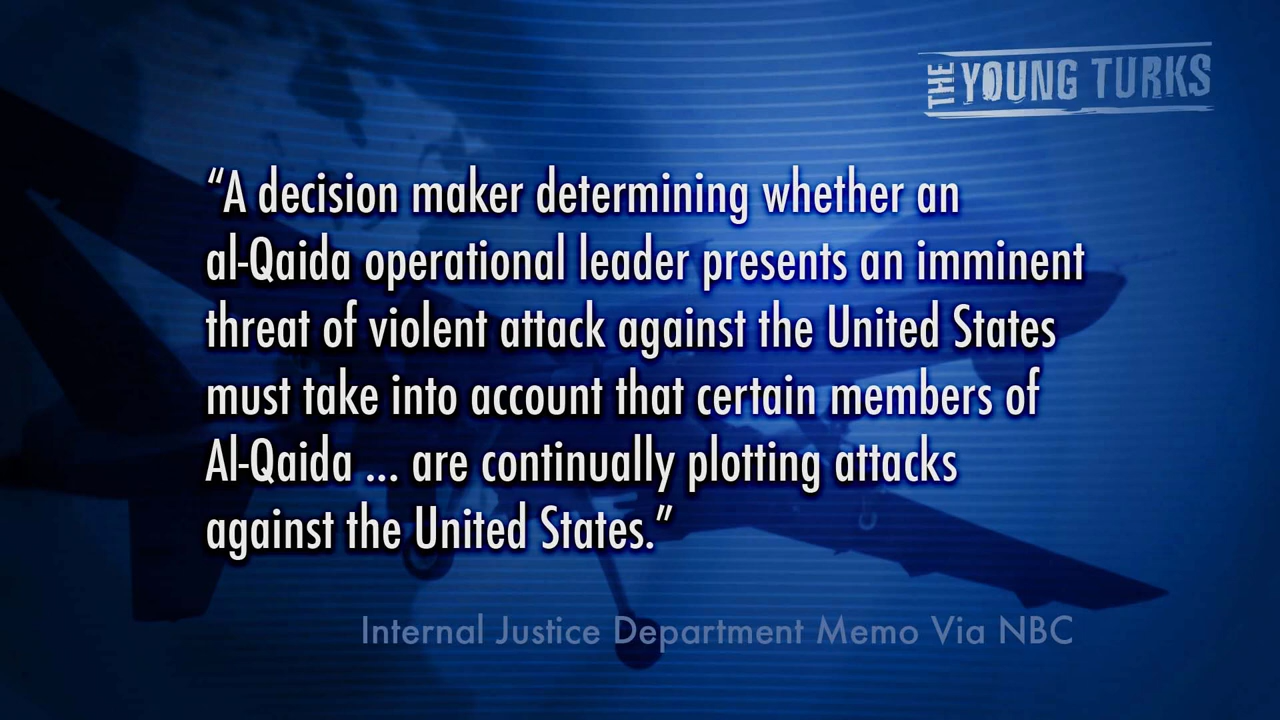 THE YOUNG TURKS
“A decision maker determining whether an
al-Qaida operational leader presents an imminent
threat of violent attack against the United States
must take into account that certain members of
Al-Qaida ... are continually plotting attacks
against the United States.”
Internal Justice Department Memo Via NBC